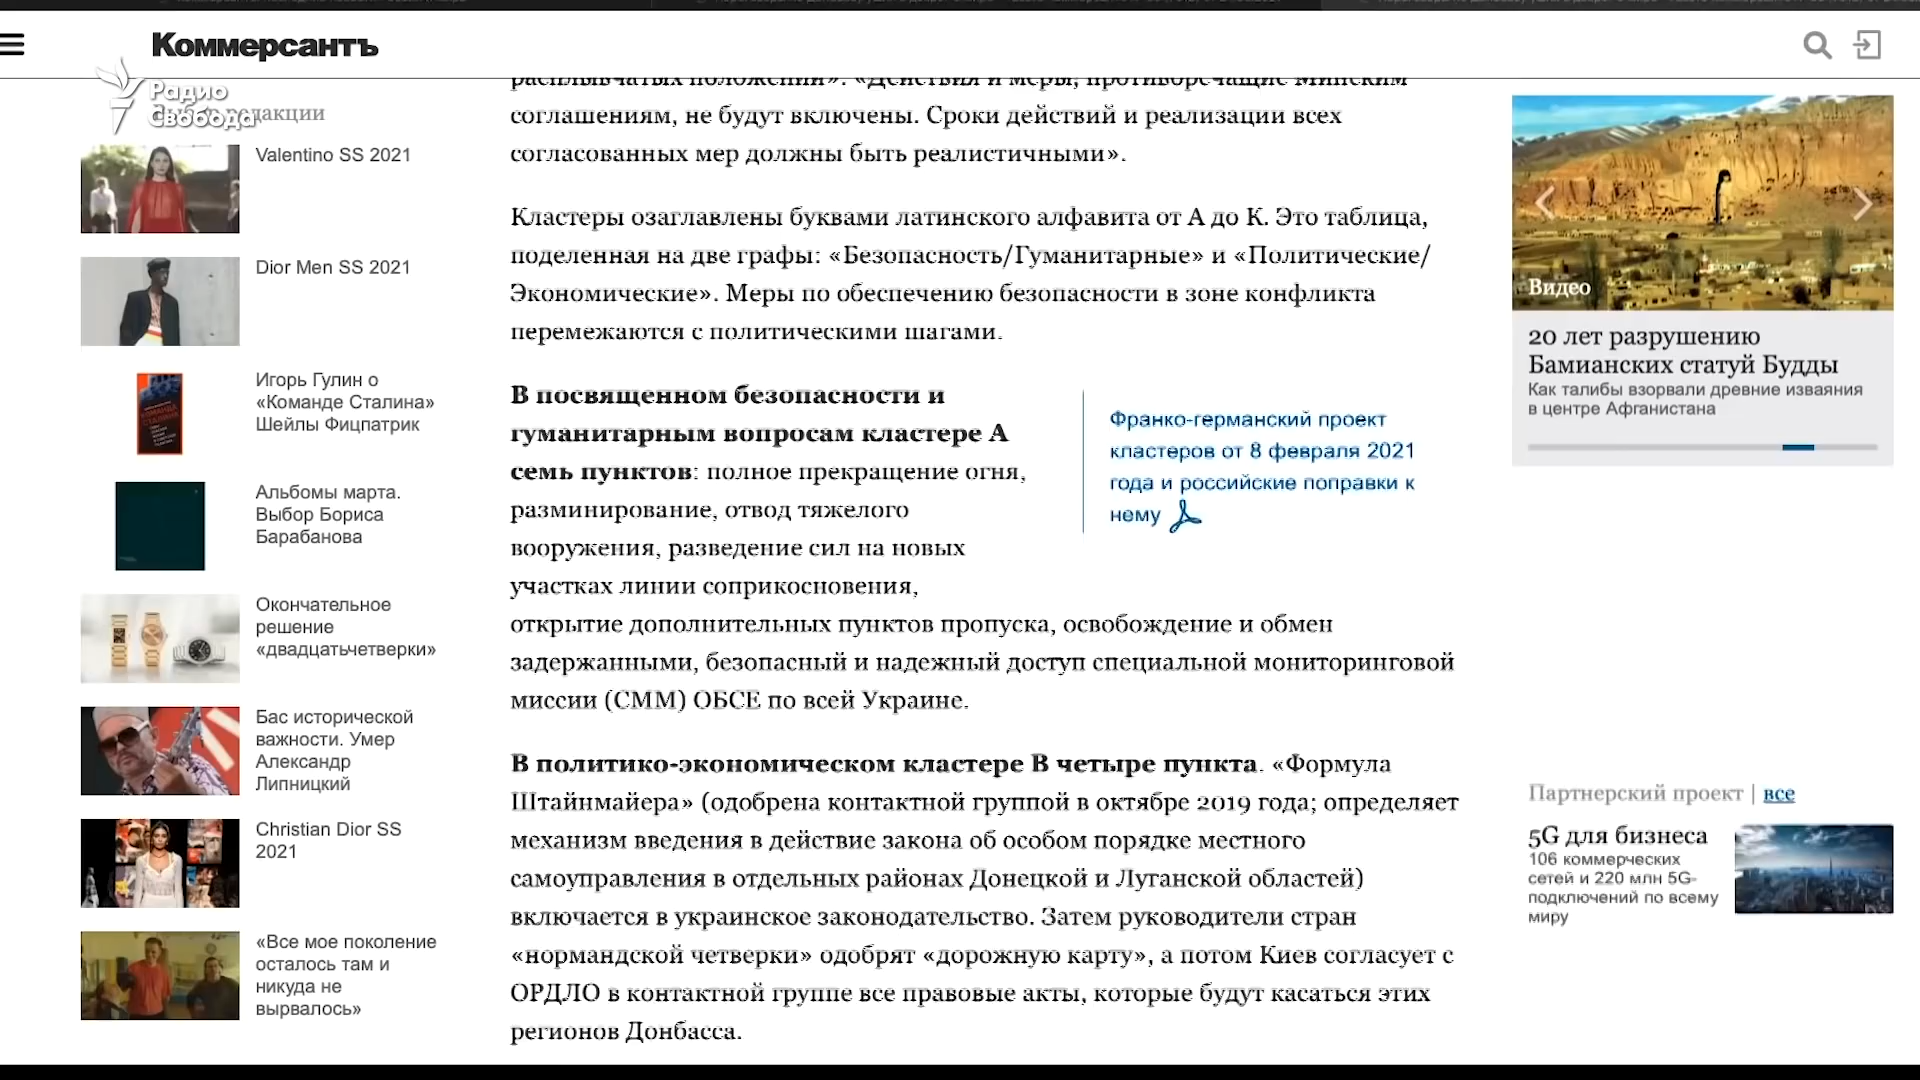 Коммерсантъ
Радио
Свобода
Выбор редакции
Valentino SS 2021
Dior Men SS 2021
Игорь Гулин о
«Команде Сталина»
Шейлы Фицпатрик
Альбомы марта.
Выбор Бориса
Барабанова
Окончательное
решение
«двадцатьчетверки»
Бас исторической
важности. Умер
Александр
Липницкий
Christian Dior SS
2021
«Все мое поколение
осталось там и
никуда не
вырвалось»
расплывчатых положений». «Действия и меры, противоречащие Минским
соглашениям, не будут включены. Сроки действий и реализации всех
согласованных мер должны быть реалистичными».
Кластеры озаглавлены буквами латинского алфавита от А до К. Это таблица,
поделенная на две графы: «Безопасность/Гуманитарные» и «Политические/
Экономические». Меры по обеспечению безопасности в зоне конфликта
перемежаются с политическими шагами.
В посвященном безопасности и
гуманитарным вопросам кластере А
семь пунктов: полное прекращение огня,
разминирование, отвод тяжелого
вооружения, разведение сил на новых
участках линии соприкосновения,
открытие дополнительных пунктов пропуска, освобождение и обмен
задержанными, безопасный и надежный доступ специальной мониторинговой
миссии (СММ) ОБСЕ по всей Украине.
Франко-германский проект
кластеров от 8 февраля 2021
года и российские поправки к
нему
В политико-экономическом кластере В четыре пункта. «Формула
Штайнмайера» (одобрена контактной группой в октябре 2019 года; определяет
механизм введения в действие закона об особом порядке местного
самоуправления в отдельных районах Донецкой и Луганской областей)
включается в украинское законодательство. Затем руководители стран
«нормандской четверки» одобрят «дорожную карту», а потом Киев согласует с
ОРДЛО в контактной группе все правовые акты, которые будут касаться этих
регионов Донбасса.
Видео
20 лет разрушению
Бамианских статуй Будды
Как талибы взорвали древние изваяния
в центре Афганистана
Партнерский проект | все
5G для бизнеса
106 коммерческих
сетей и 220 млн 5G-
подключений по всему
миру